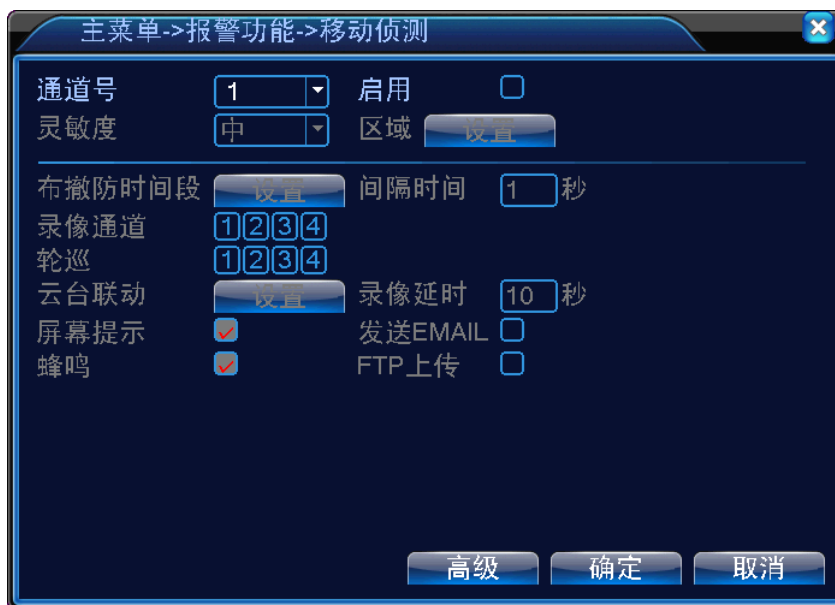 主菜单->报警功能->移动侦测
通道号 1 启用
灵敏度 中 区域 设置
布撤防时间段 设置 间隔时间 1 秒
录像通道 1 2 3 4
轮巡 1 2 3 4
云台联动 设置 录像延时 10 秒
屏幕提示 发送EMAIL
蜂鸣 FTP上传
高级 确定 取消